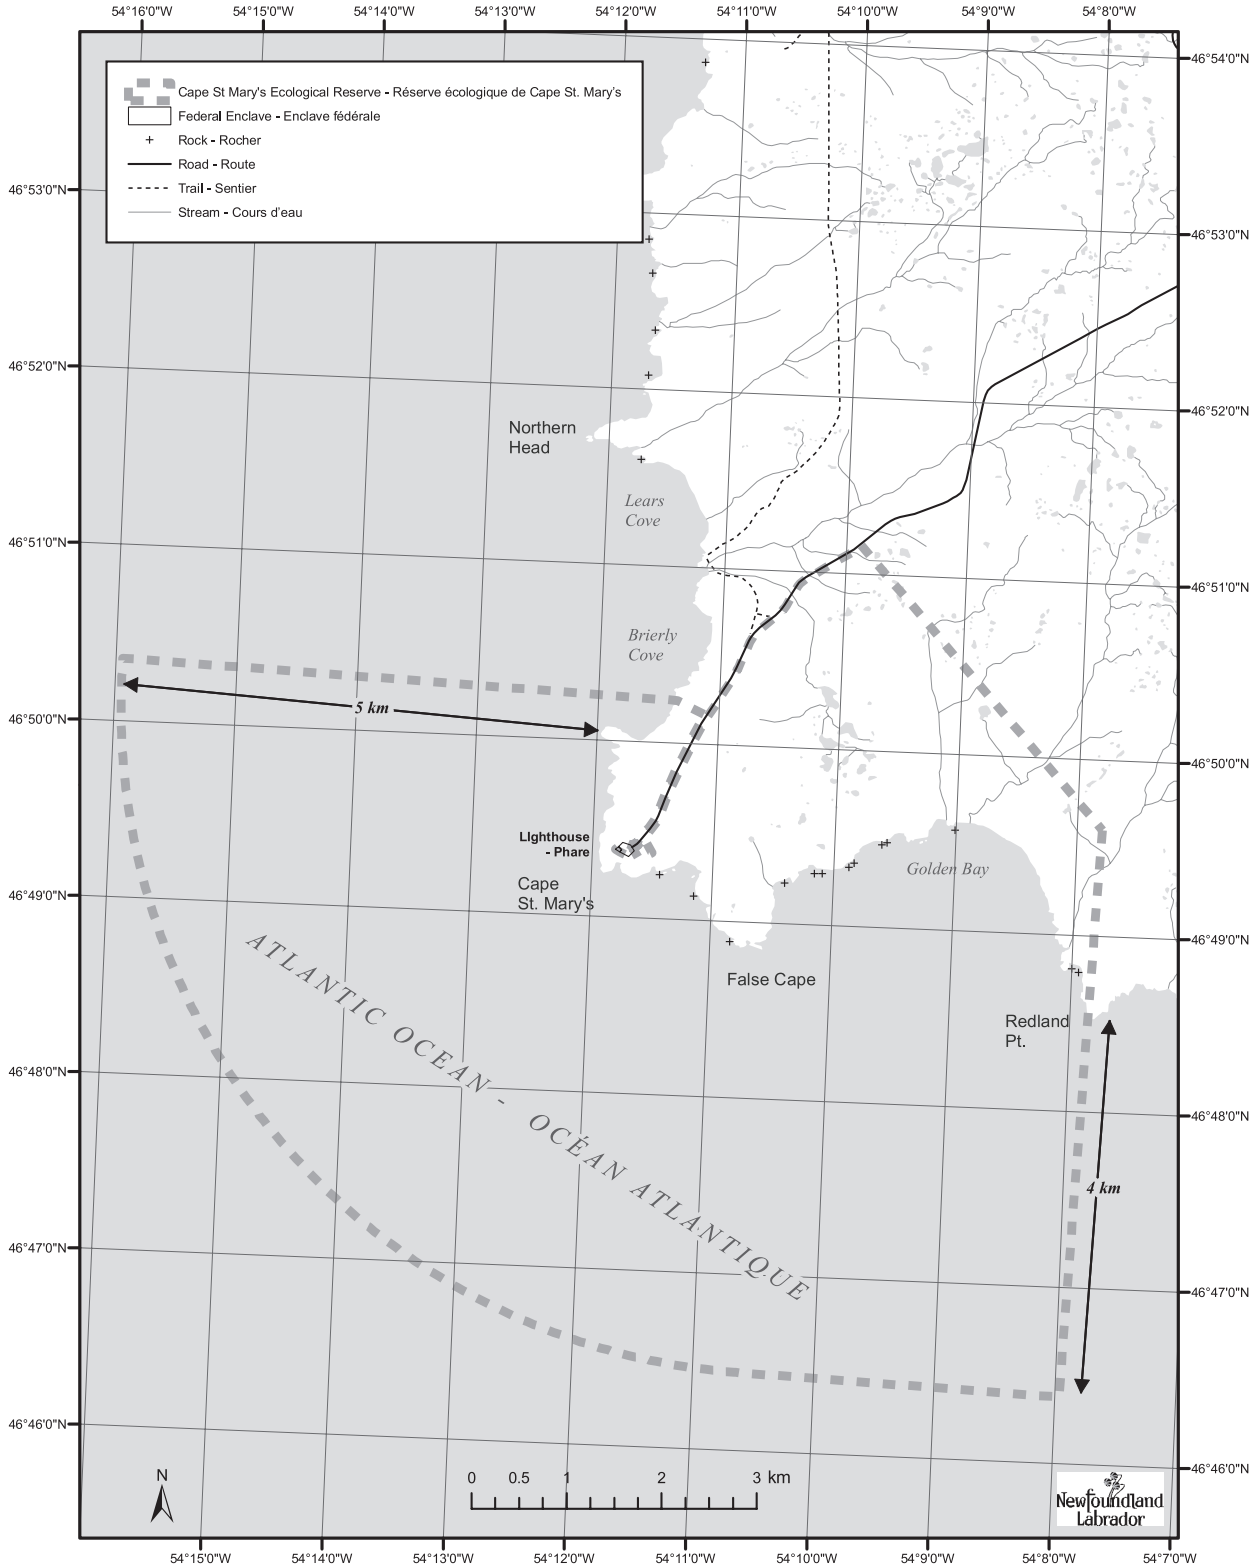 54°16'0"W 54°15'0"W 54°14'0"W 54°13'0"W 54°12'0"W 54°11'0"W 54°10'0"W 54°9'0"W 54°8'0"W
Cape St Mary's Ecological Reserve - Réserve écologique de Cape St. Mary's
Federal Enclave - Enclave fédérale
Rock - Rocher
Road - Route
Trail - Sentier
Stream - Cours d'eau
46°54'0"N
46°53'0"N
46°53'0"N
46°52'0"N
46°52'0"N
Northern
Head
Lears
Cove
46°51'0"N
46°51'0"N
Brierly
Cove
5 km
46°50'0"N
46°50'0"N
Lighthouse
- Phare
Golden Bay
Cape
St. Mary's
46°49'0"N
46°49'0"N
False Cape
Redland
Pt.
ATLANTIC OCEAN - OCÉAN ATLANTIQUE
46°48'0"N
46°48'0"N
4 km
46°47'0"N
46°47'0"N
46°46'0"N
46°46'0"N
N
0 0.5 1 2 3 km
Newfoundland
Labrador
54°15'0"W 54°14'0"W 54°13'0"W 54°12'0"W 54°11'0"W 54°10'0"W 54°9'0"W 54°8'0"W 54°7'0"W